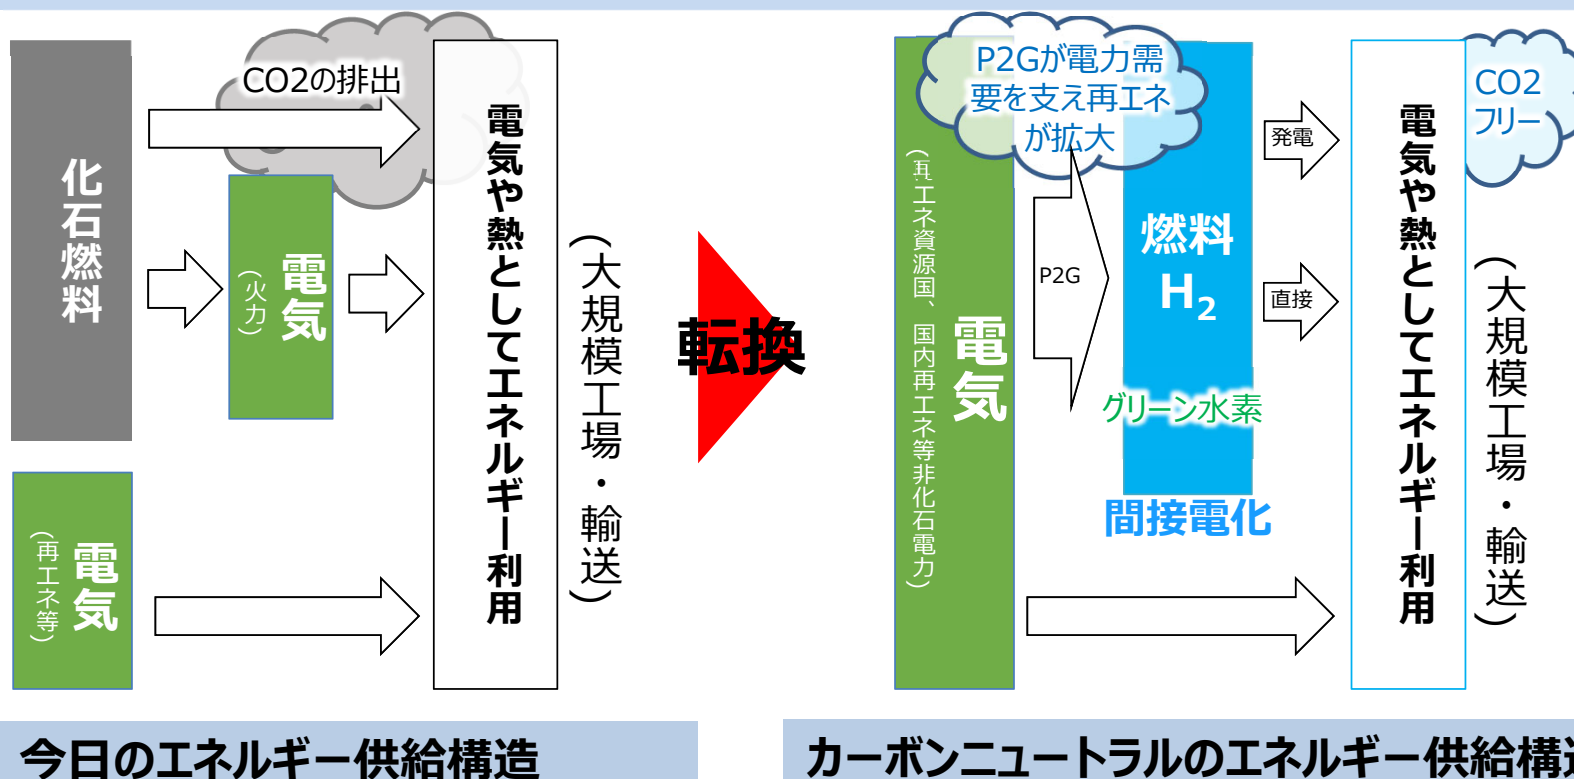 CO2の排出
化石燃料
電気
(火力)
電気
(再エネ等)
電気や熱としてエネルギー利用
(大規模工場・輸送)
転換
P2Gが電力需
要を支え再エネ
が拡大
電気
(再エネ資源国、国内再エネ等非化石電力)
P2G
燃料
H2
グリーン水素
間接電化
発電
直接
電気や熱としてエネルギー利用
(大規模工場・輸送)
CO2
フリー
今日のエネルギー供給構造
カーボンニュートラルのエネルギー供給構造